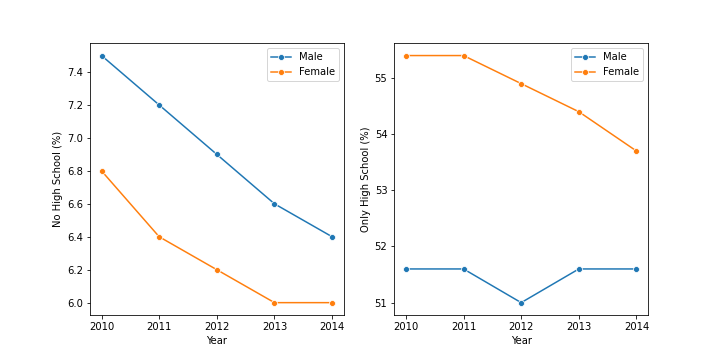 No High School (%)
7.4
7.2
7.0
6.8
6.6
6.4
6.2
6.0
2010 2011 2012 2013 2014
Year
Male
Female
Only High School (%)
55
54
53
52
51
2010 2011 2012 2013 2014
Year
Male
Female